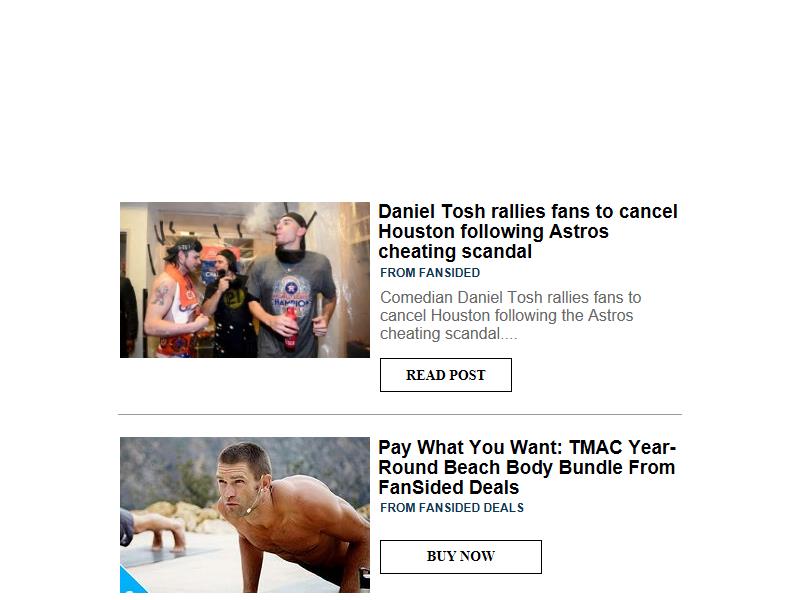 Daniel Tosh rallies fans to cancel
Houston following Astros
cheating scandal
FROM FANSIDED
Comedian Daniel Tosh rallies fans to
cancel Houston following the Astros
cheating scandal....
READ POST
Pay What You Want: TMAC Year-
Round Beach Body Bundle From
FanSided Deals
FROM FANSIDED DEALS
BUY NOW